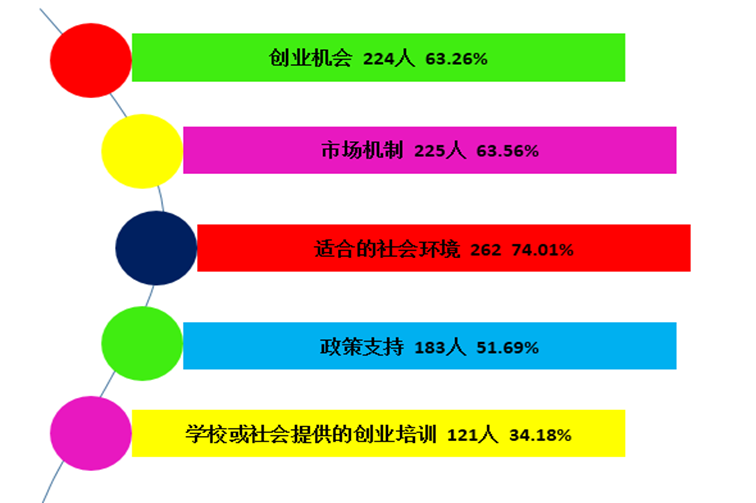 创业机会 224人 63.26%
市场机制 225人 63.56%
适合的社会环境 262 74.01%
政策支持 183人 51.69%
学校或社会提供的创业培训 121人 34.18%